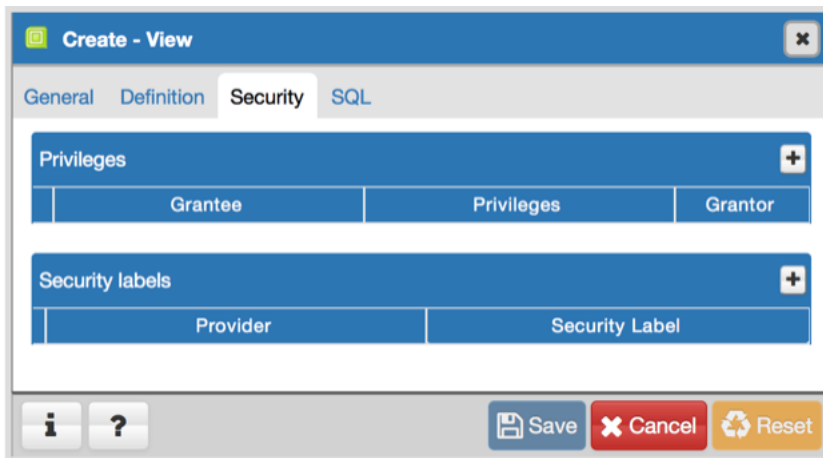 Create - View
General Definition Security SQL
Privileges
Grantee Privileges Grantor
Security labels
Provider Security Label
i ? Save Cancel Reset